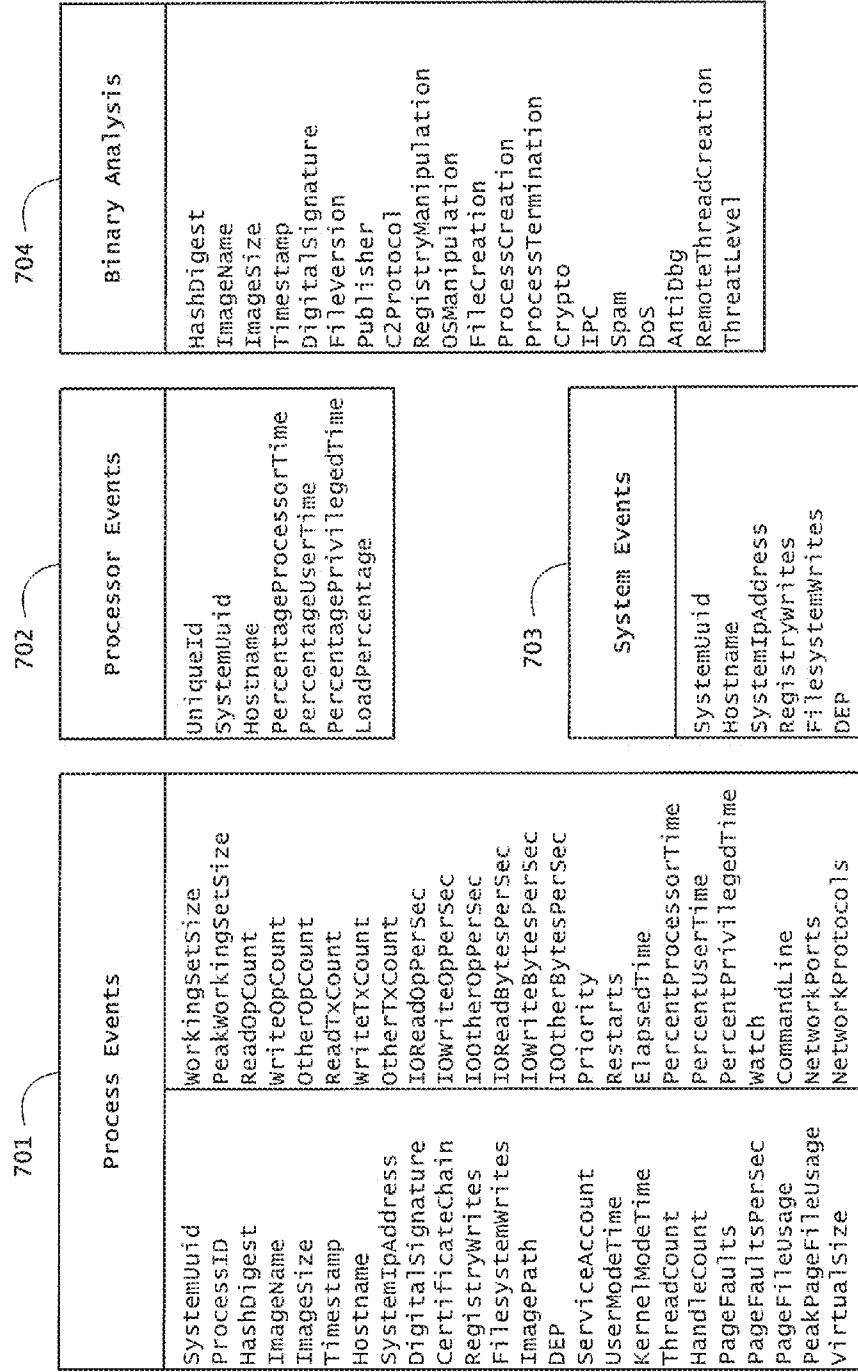 701
Process Events
SystemUuid
ProcessID
HashDigest
ImageName
ImageSize
Timestamp
Hostname
SystemIpAddress
DigitalSignature
CertificateChain
RegistryWrites
FilesystemWrites
ImagePath
DEP
ServiceAccount
UserModeTime
KernelModeTime
ThreadCount
HandleCount
PageFaults
PageFaultsPersec
PageFileUsage
PeakPageFileUsage
VirtualSize
WorkingSetSize
PeakWorkingSetSize
ReadOpCount
WriteOpCount
OtherOpCount
ReadTxCount
WriteTxCount
OtherTxCount
IOReadOpPerSec
IOWriteOpPerSec
IOOtherOpPerSec
IOReadBytesPerSec
IOWriteBytesPerSec
IOOtherBytesPerSec
Priority
Restarts
ElapsedTime
PercentProcessorTime
PercentUserTime
PercentPrivilegedTime
Watch
CommandLine
NetworkPorts
NetworkProtocols
702
Processor Events
UniqueId
SystemUuid
Hostname
PercentageProcessorTime
PercentageUserTime
PercentagePrivilegedTime
LoadPercentage
703
System Events
SystemUuid
Hostname
SystemIpAddress
RegistryWrites
FilesystemWrites
DEP
704
Binary Analysis
HashDigest
ImageName
ImageSize
Timestamp
DigitalSignature
FileVersion
Publisher
C2Protocol
RegistryManipulation
OSManipulation
FileCreation
ProcessCreation
ProcessTermination
Crypto
IPC
Spam
DoS
AntiDbg
RemoteThreadCreation
ThreatLevel